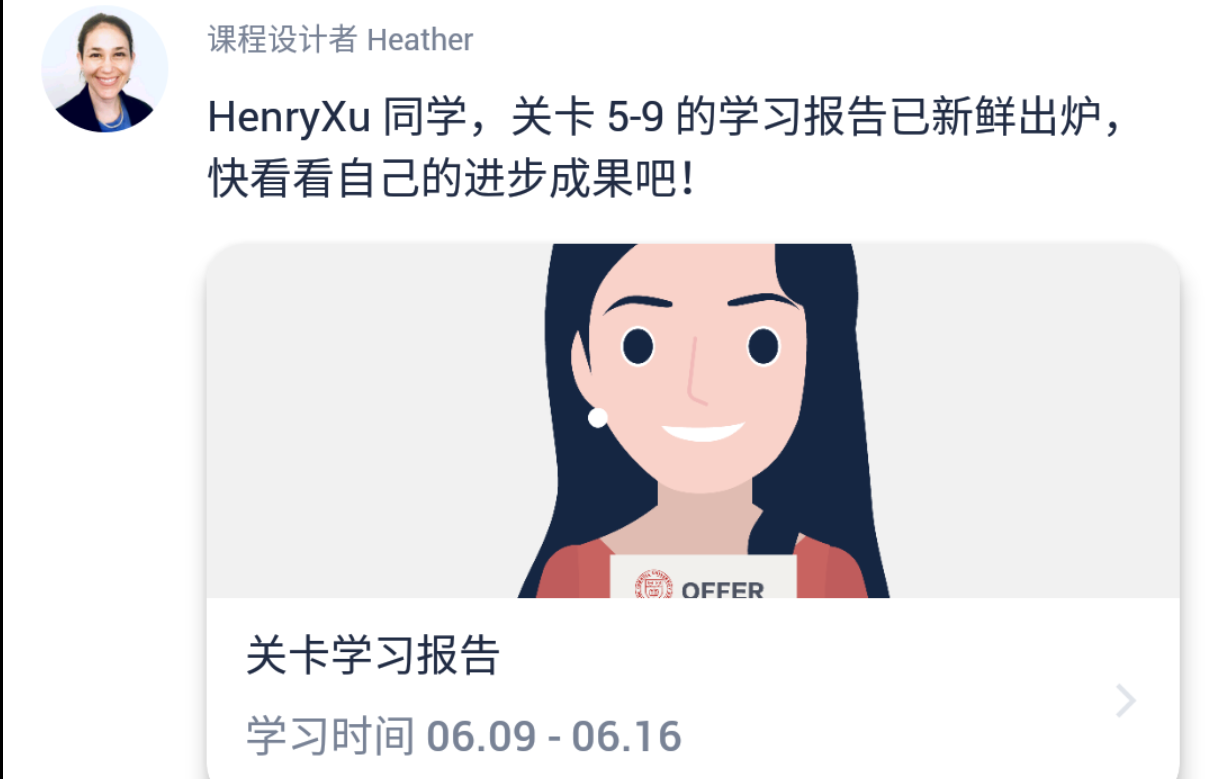 课程设计者 Heather
HenryXu 同学，关卡 5-9 的学习报告已新鲜出炉，
快看看自己的进步成果吧！
OFFER
关卡学习报告
学习时间 06.09 - 06.16